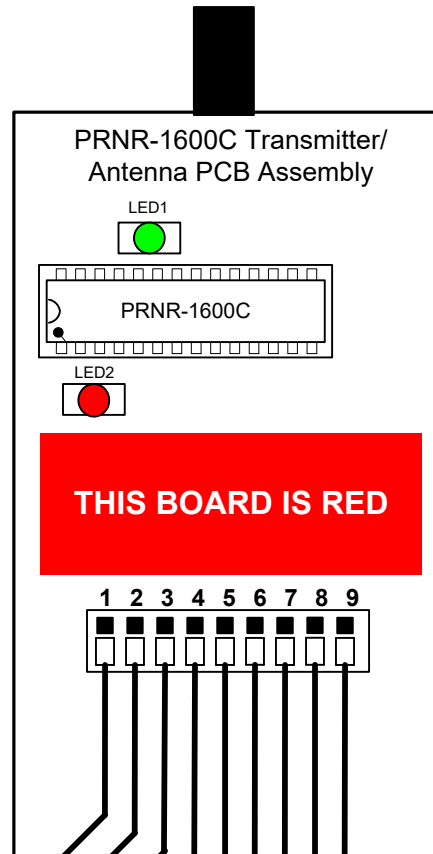 PRNR-1600C Transmitter/
Antenna PCB Assembly
LED1
PRNR-1600C
LED2
THIS BOARD IS RED
1 2 3 4 5 6 7 8 9